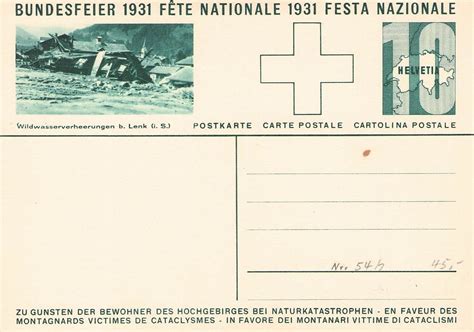 BUNDESFEIER 1931 FÊTE NATIONALE 1931 FESTA NAZIONALE
10
HELVETIA
Wildwasserverheerungen b. Lenk (i. S.)
POSTKARTE CARTE POSTALE CARTOLINA POSTALE
Nr. 54/7 45,-
ZU GUNSTEN DER BEWOHNER DES HOCHGEBIRGES BEI NATURKATASTROPHEN - EN FAVEUR DES
MONTAGNARDS VICTIMES DE CATACLYSMES - IN FAVORE DEI MONTANARI VITTIME DI CATACLISMI